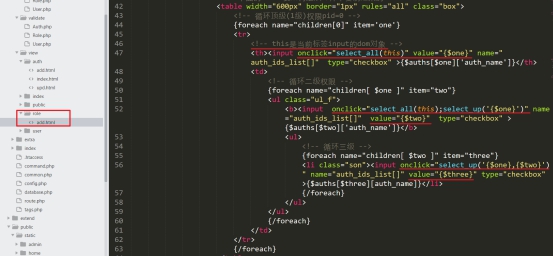 Role.php
User.php
validate
Auth.php
Role.php
User.php
view
auth
add.html
index.html
upd.html
index
public
role
add.html
user
extra
index
.htaccess
command.php
common.php
config.php
database.php
route.php
tags.php
extend
public
static
admin
home
42 <table width="600px" border="1px" rules="all" class="box">
43 <!-- 循环顶级(1级)权限pid=0 -->
44 {foreach name="children[0]" item='one'}
45 <tr>
46 <!-- this是当前标签input的dom对象 -->
47 <th><input onclick="select_all(this)" value="{$one}" name="
auth_ids_list[]" type="checkbox" >{$auths[$one]['auth_name']}</th>
48 <td>
49 <!-- 循环二级权限 -->
50 {foreach name="children[ $one ]" item="two"}
51 <ul class="ul_f">
52 <b><input onclick="select_all(this);select_up('{$one}')" name
="auth_ids_list[]" value="{$two}" type="checkbox" >
{$auths[$two]['auth_name']}</b>
53 <ul>
54 <!-- 循环三级 -->
55 {foreach name="children[ $two ]" item="three"}
56 <li class="son"><input onclick="select_up('{$one},{$two}')
" name="auth_ids_list[]" value="{$three}" type="checkbox"
>{$auths[$three][auth_name]}</li>
57 {/foreach}
58 </ul>
59 </ul>
60 {/foreach}
61 </td>
62 </tr>
63 {/foreach}